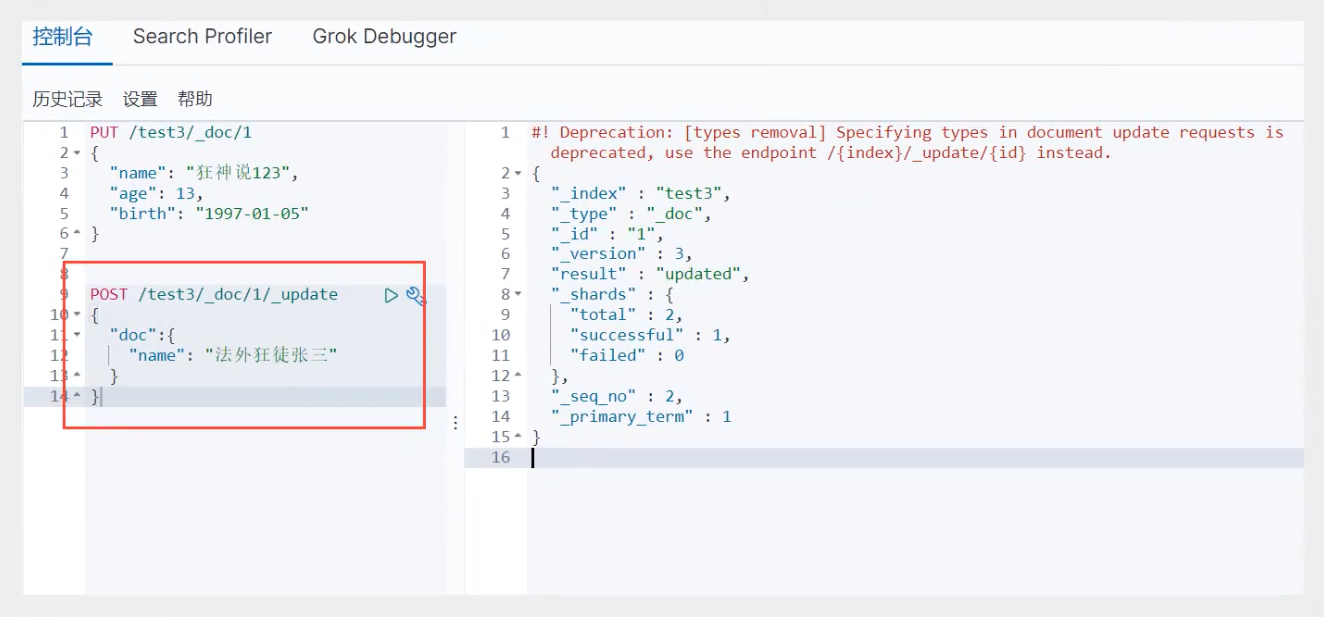 控制台 Search Profiler Grok Debugger
历史记录 设置 帮助
1 PUT /test3/_doc/1
2 {
3 "name": "狂神说123",
4 "age": 13,
5 "birth": "1997-01-05"
6 }
7
8
9 POST /test3/_doc/1/_update
10 {
11 "doc":{
12 "name": "法外狂徒张三"
13 }
14 }
1 #! Deprecation: [types removal] Specifying types in document update requests is
deprecated, use the endpoint /{index}/_update/{id} instead.
2 {
3 "_index" : "test3",
4 "_type" : "_doc",
5 "_id" : "1",
6 "_version" : 3,
7 "result" : "updated",
8 "_shards" : {
9 "total" : 2,
10 "successful" : 1,
11 "failed" : 0
12 },
13 "_seq_no" : 2,
14 "_primary_term" : 1
15 }
16